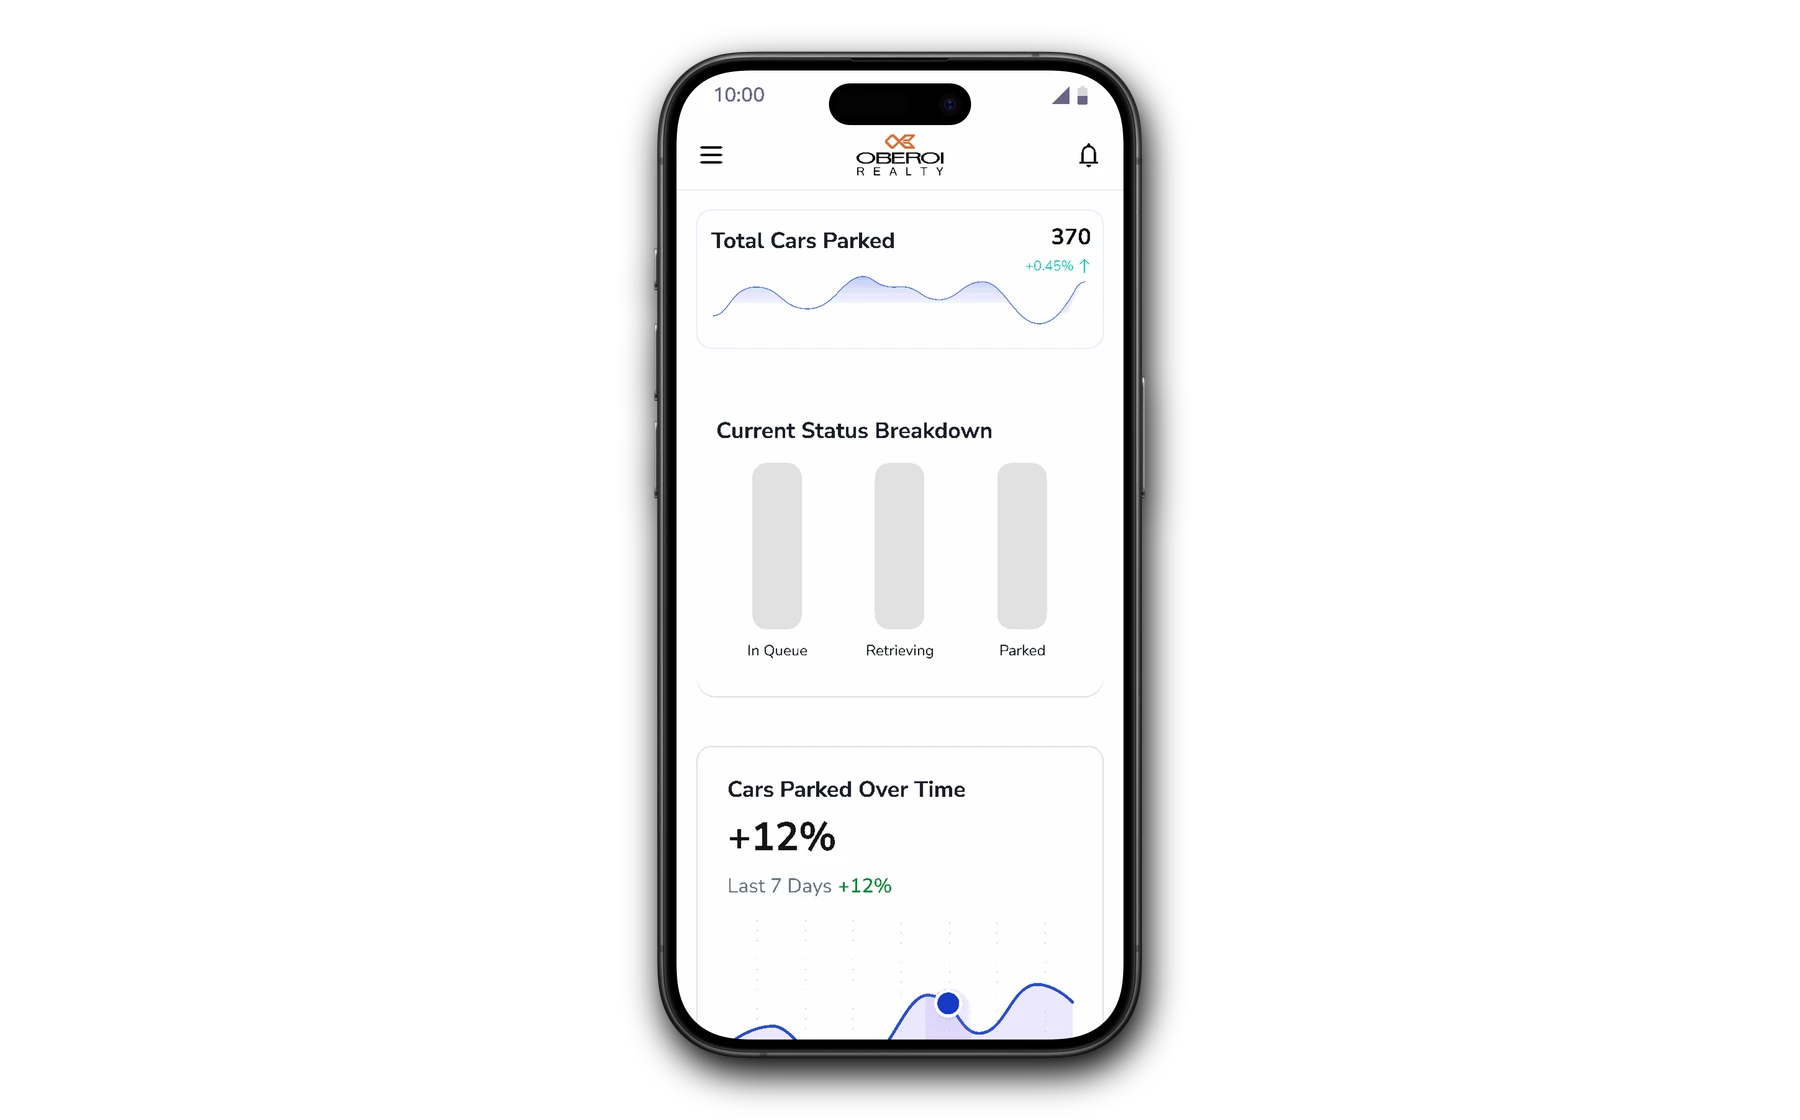 10:00
OBEROI
REALTY
Total Cars Parked
370
+0.45% ↑
Current Status Breakdown
In Queue
Retrieving
Parked
Cars Parked Over Time
+12%
Last 7 Days +12%